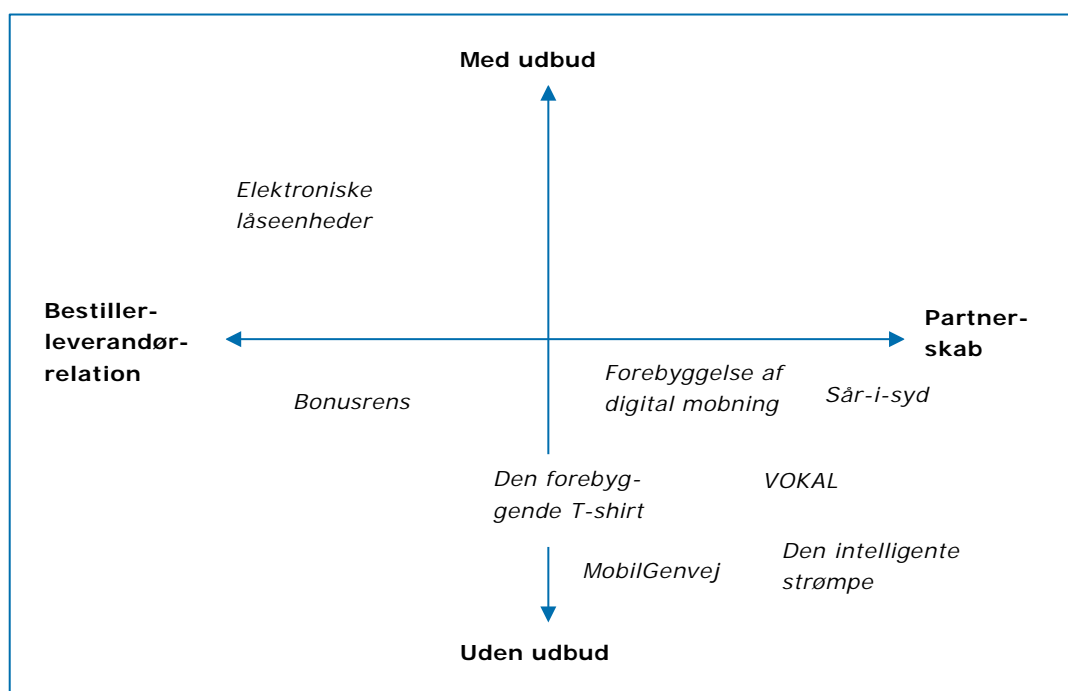 Med udbud
Elektroniske
låseenheder
Bestiller-
leverandør-
relation
Partner-
skab
Bonusrens
Forebyggelse af
digital mobning
Sår-i-syd
Den forebyg-
gende T-shirt
VOKAL
MobilGenvej
Den intelligente
strømpe
Uden udbud